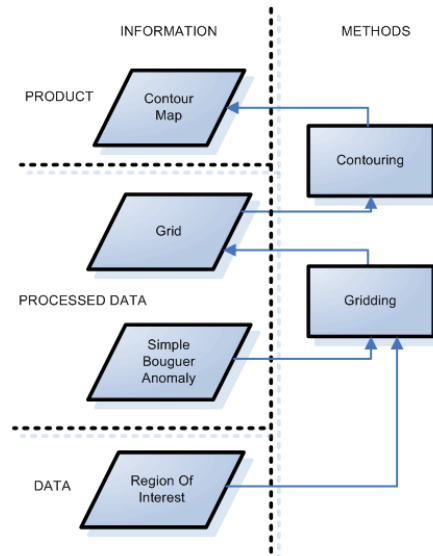 INFORMATION
METHODS
PRODUCT
Contour
Map
Contouring
Grid
Gridding
PROCESSED DATA
Simple
Bouguer
Anomaly
DATA
Region Of
Interest